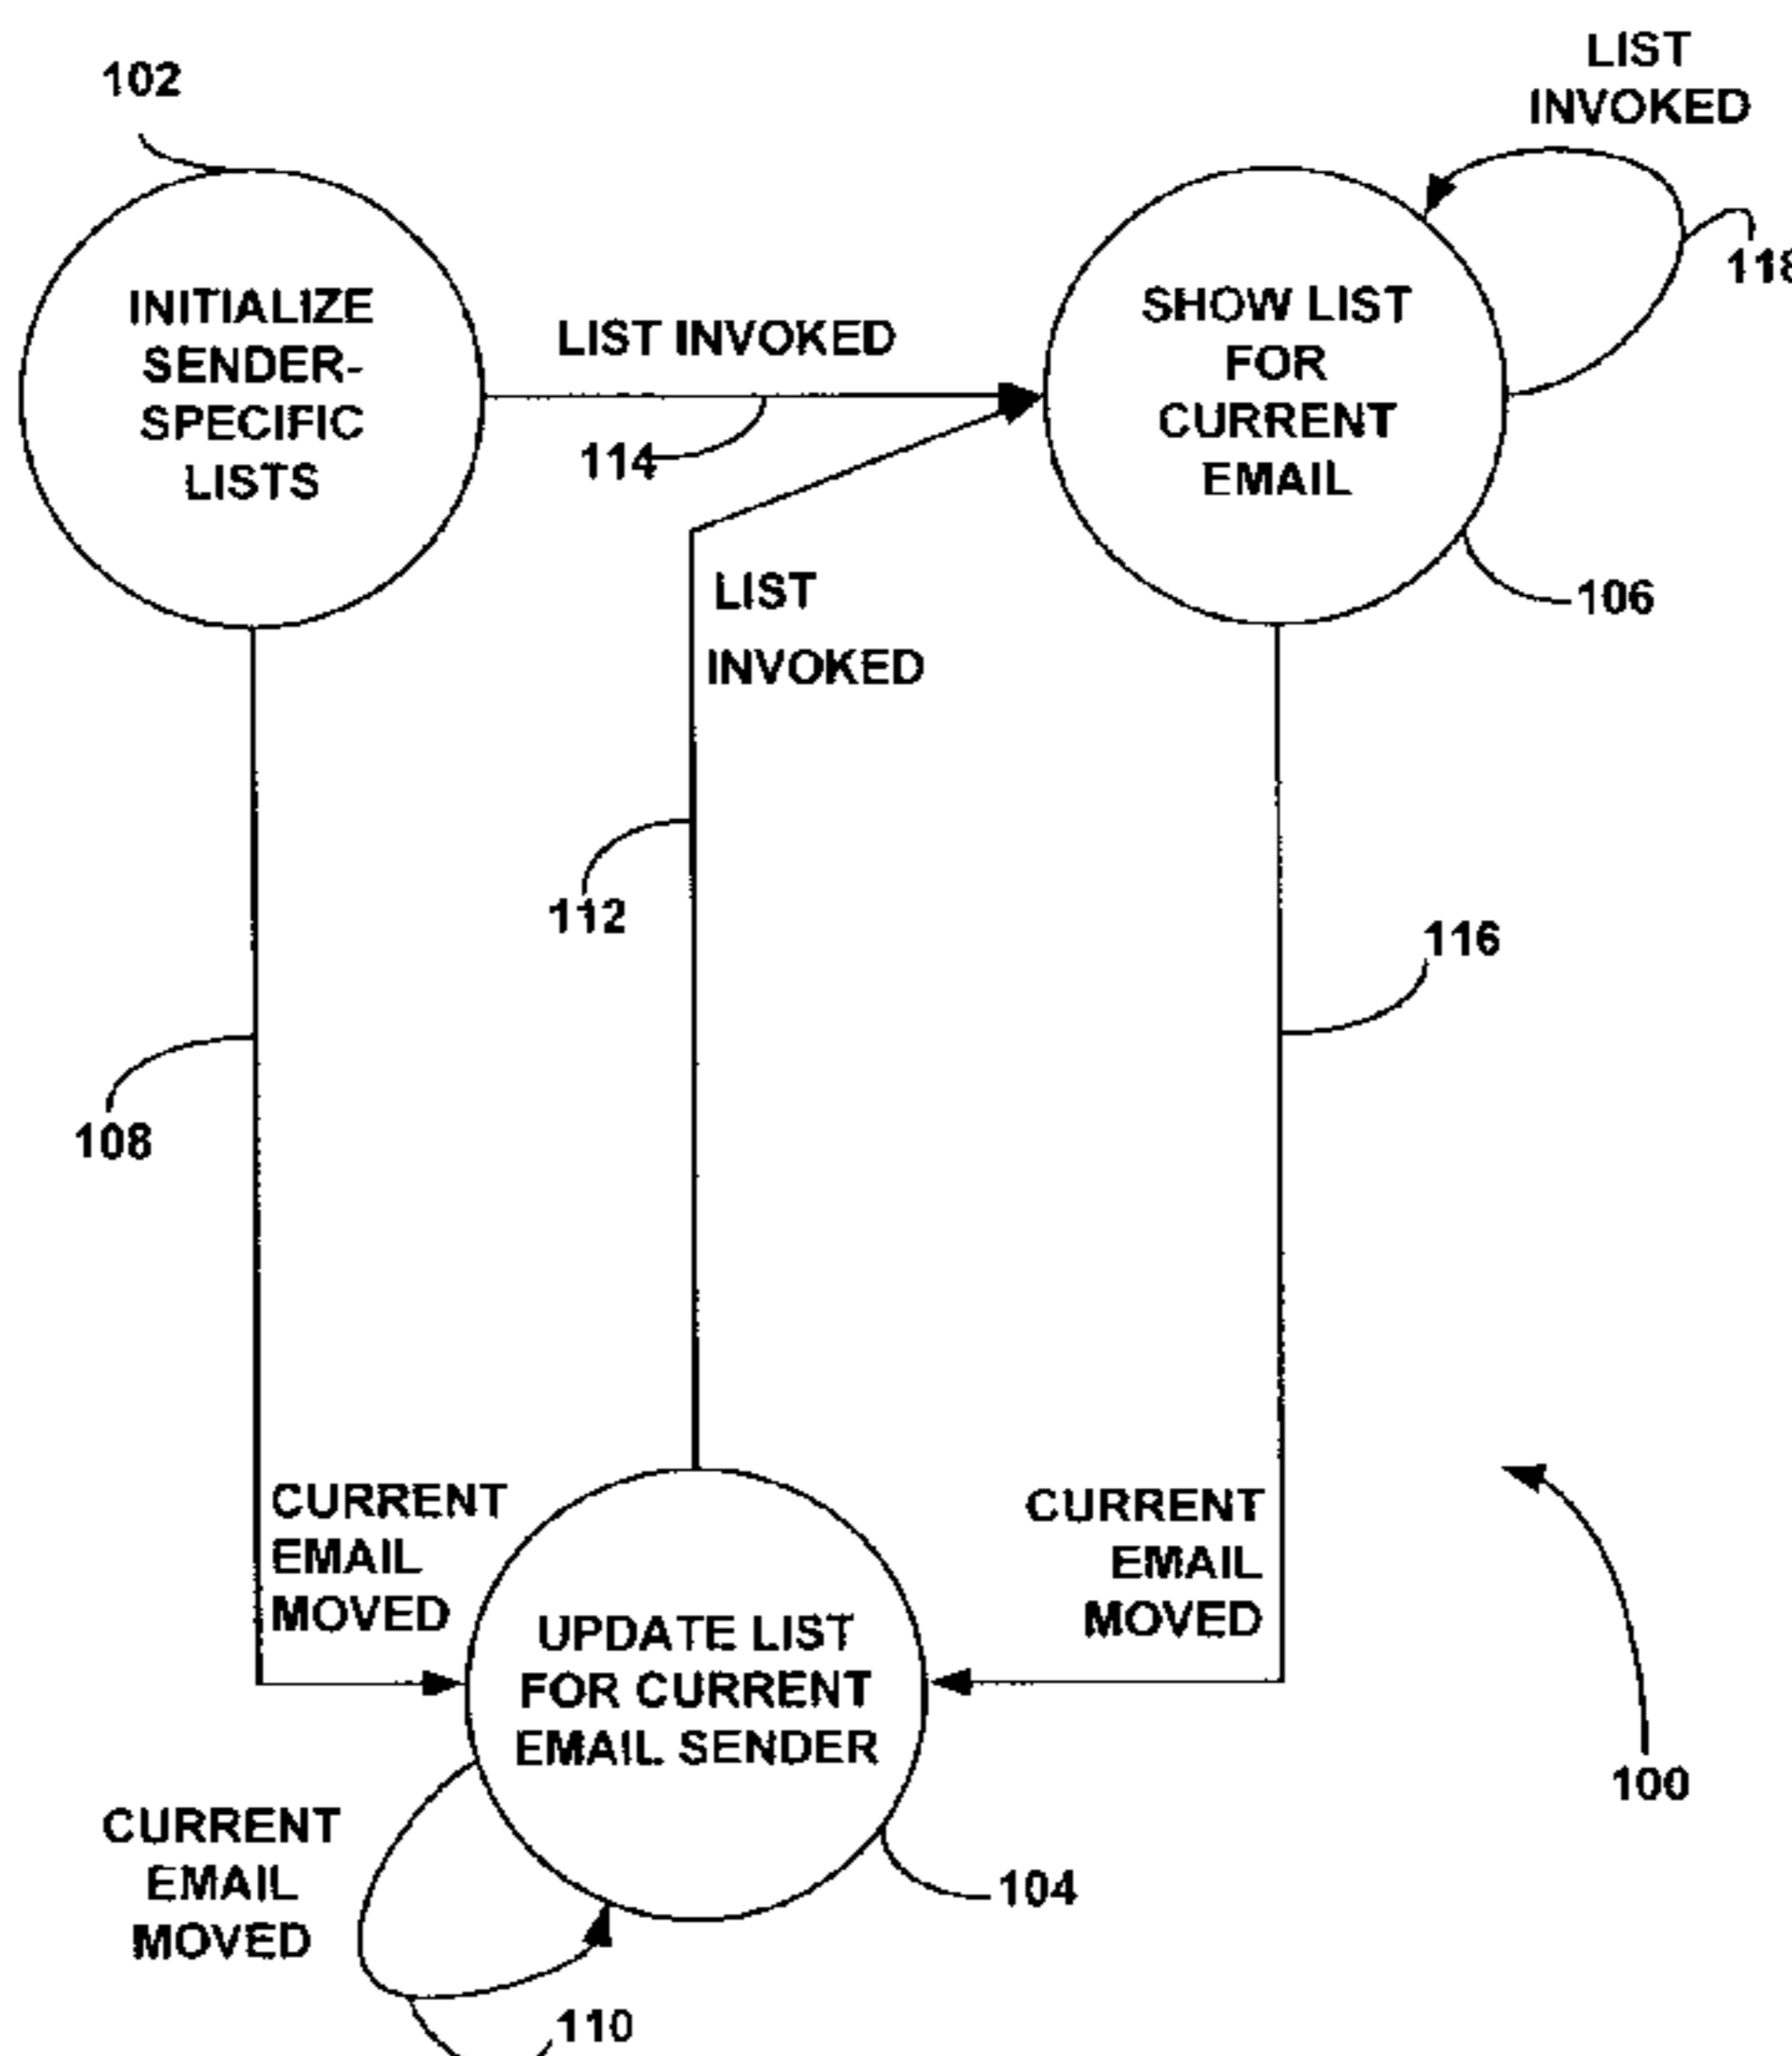 102
LIST
INVOKED
118
INITIALIZE
SENDER-
SPECIFIC
LISTS
LIST INVOKED
114
SHOW LIST
FOR
CURRENT
EMAIL
106
LIST
INVOKED
112
116
108
CURRENT
EMAIL
MOVED
CURRENT
EMAIL
MOVED
UPDATE LIST
FOR CURRENT
EMAIL SENDER
100
CURRENT
EMAIL
MOVED
104
110